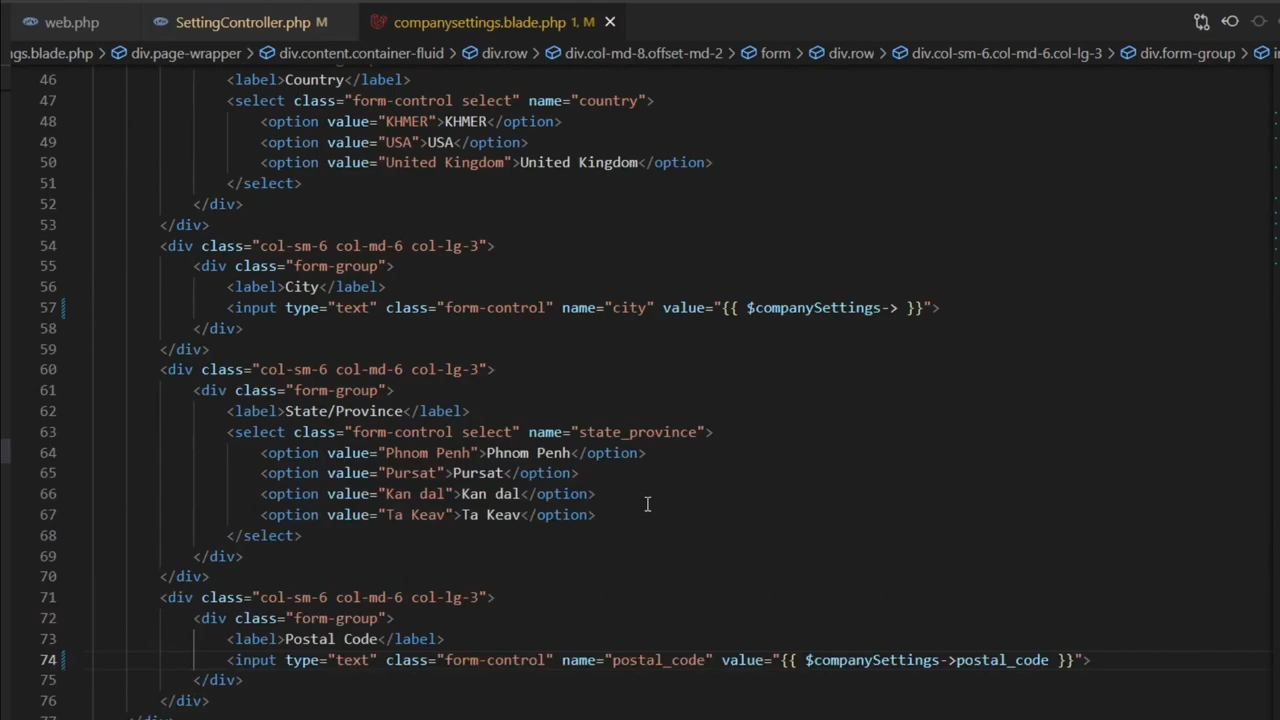 web.php SettingController.php M companysettings.blade.php 1, M
gs.blade.php > div.page-wrapper > div.content.container-fluid > div.row > div.col-md-8.offset-md-2 > form > div.row > div.col-sm-6.col-md-6.col-lg-3 > div.form-group >
46 <label>Country</label>
47 <select class="form-control select" name="country">
48 <option value="KHMER">KHMER</option>
49 <option value="USA">USA</option>
50 <option value="United Kingdom">United Kingdom</option>
51 </select>
52 </div>
53 </div>
54 <div class="col-sm-6 col-md-6 col-lg-3">
55 <div class="form-group">
56 <label>City</label>
57 <input type="text" class="form-control" name="city" value="{{ $companySettings-> }}">
58 </div>
59 </div>
60 <div class="col-sm-6 col-md-6 col-lg-3">
61 <div class="form-group">
62 <label>State/Province</label>
63 <select class="form-control select" name="state_province">
64 <option value="Phnom Penh">Phnom Penh</option>
65 <option value="Pursat">Pursat</option>
66 <option value="Kan dal">Kan dal</option>
67 <option value="Ta Keav">Ta Keav</option>
68 </select>
69 </div>
70 </div>
71 <div class="col-sm-6 col-md-6 col-lg-3">
72 <div class="form-group">
73 <label>Postal Code</label>
74 <input type="text" class="form-control" name="postal_code" value="{{ $companySettings->postal_code }}">
75 </div>
76 </div>